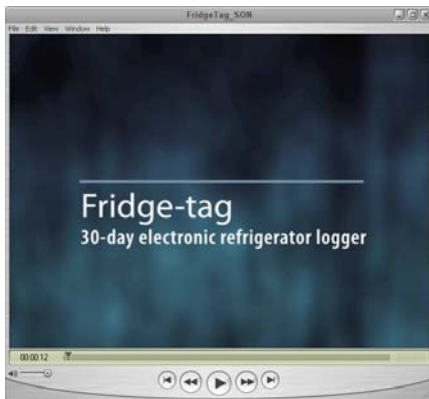 FridgeTag_SON
File Edit View Window Help
Fridge-tag
30-day electronic refrigerator logger
00:00:12